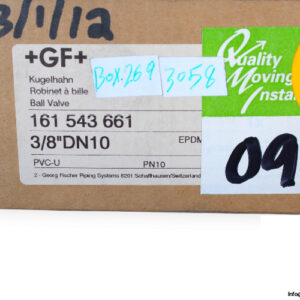 3/1/12
+GF+
Kugelhahn
Robinet à bille
Ball Valve
161 543 661
3/8"DN10
EPDM
PVC-U
PN10
2 - Georg Fischer Piping Systems 8201 Schaffhausen/Switzerland
Box.269
3058
Quality
Moving
Insta
09